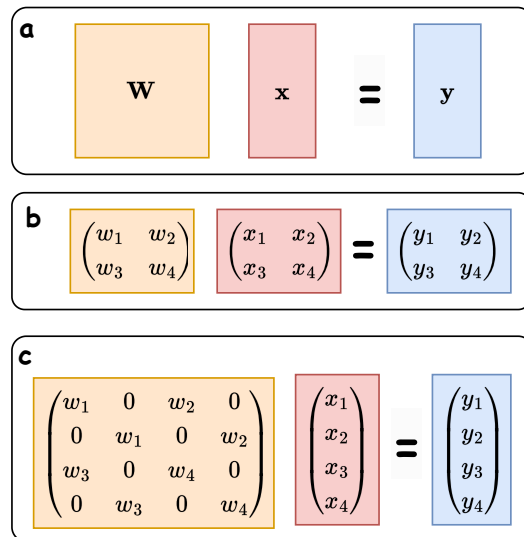 a
W x = y
b
(w₁ w₂ (x₁ x₂ = (y₁ y₂
w₃ w₄) x₃ x₄) y₃ y₄)
c
(w₁ 0 w₂ 0 (x₁ (y₁
0 w₁ 0 w₂ x₂ = y₂
w₃ 0 w₄ 0 x₃ y₃
0 w₃ 0 w₄) x₄) y₄)